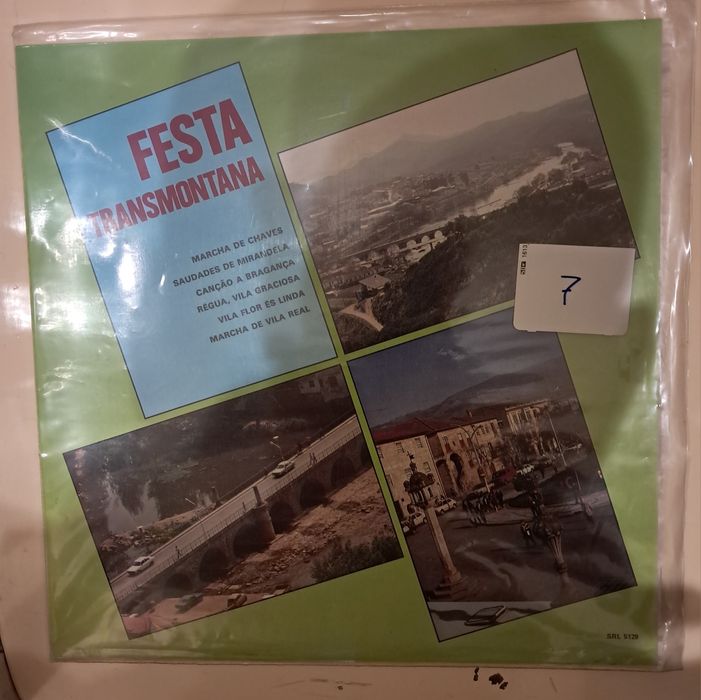 FESTA
TRANSMONTANA
MARCHA DE CHAVES
SAUDADES DE MIRANDELA
CANÇÃO A BRAGANÇA
RÉGUA, VILA GRACIOSA
VILA FLOR ÉS LINDA
MARCHA DE VILA REAL
7
1613
SRL 5129